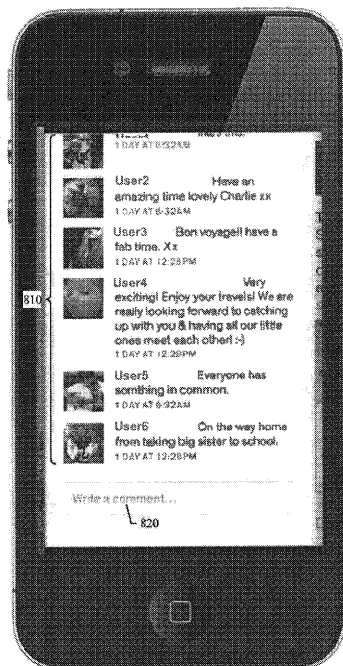 1 DAY AT 6:32AM
User2 Have an
amazing time lovely Charlie xx
1 DAY AT 6:32AM
User3 Bon voyage!! have a
fab time. Xx
1 DAY AT 12:28PM
User4 Very
exciting! Enjoy your travels! We are
really looking forward to catching
up with you & having all our little
ones meet each other! :-)
1 DAY AT 12:29PM
User5 Everyone has
somthing in common.
1 DAY AT 6:32AM
User6 On the way home
from taking big sister to school.
1 DAY AT 12:28PM
Write a comment...
810
820